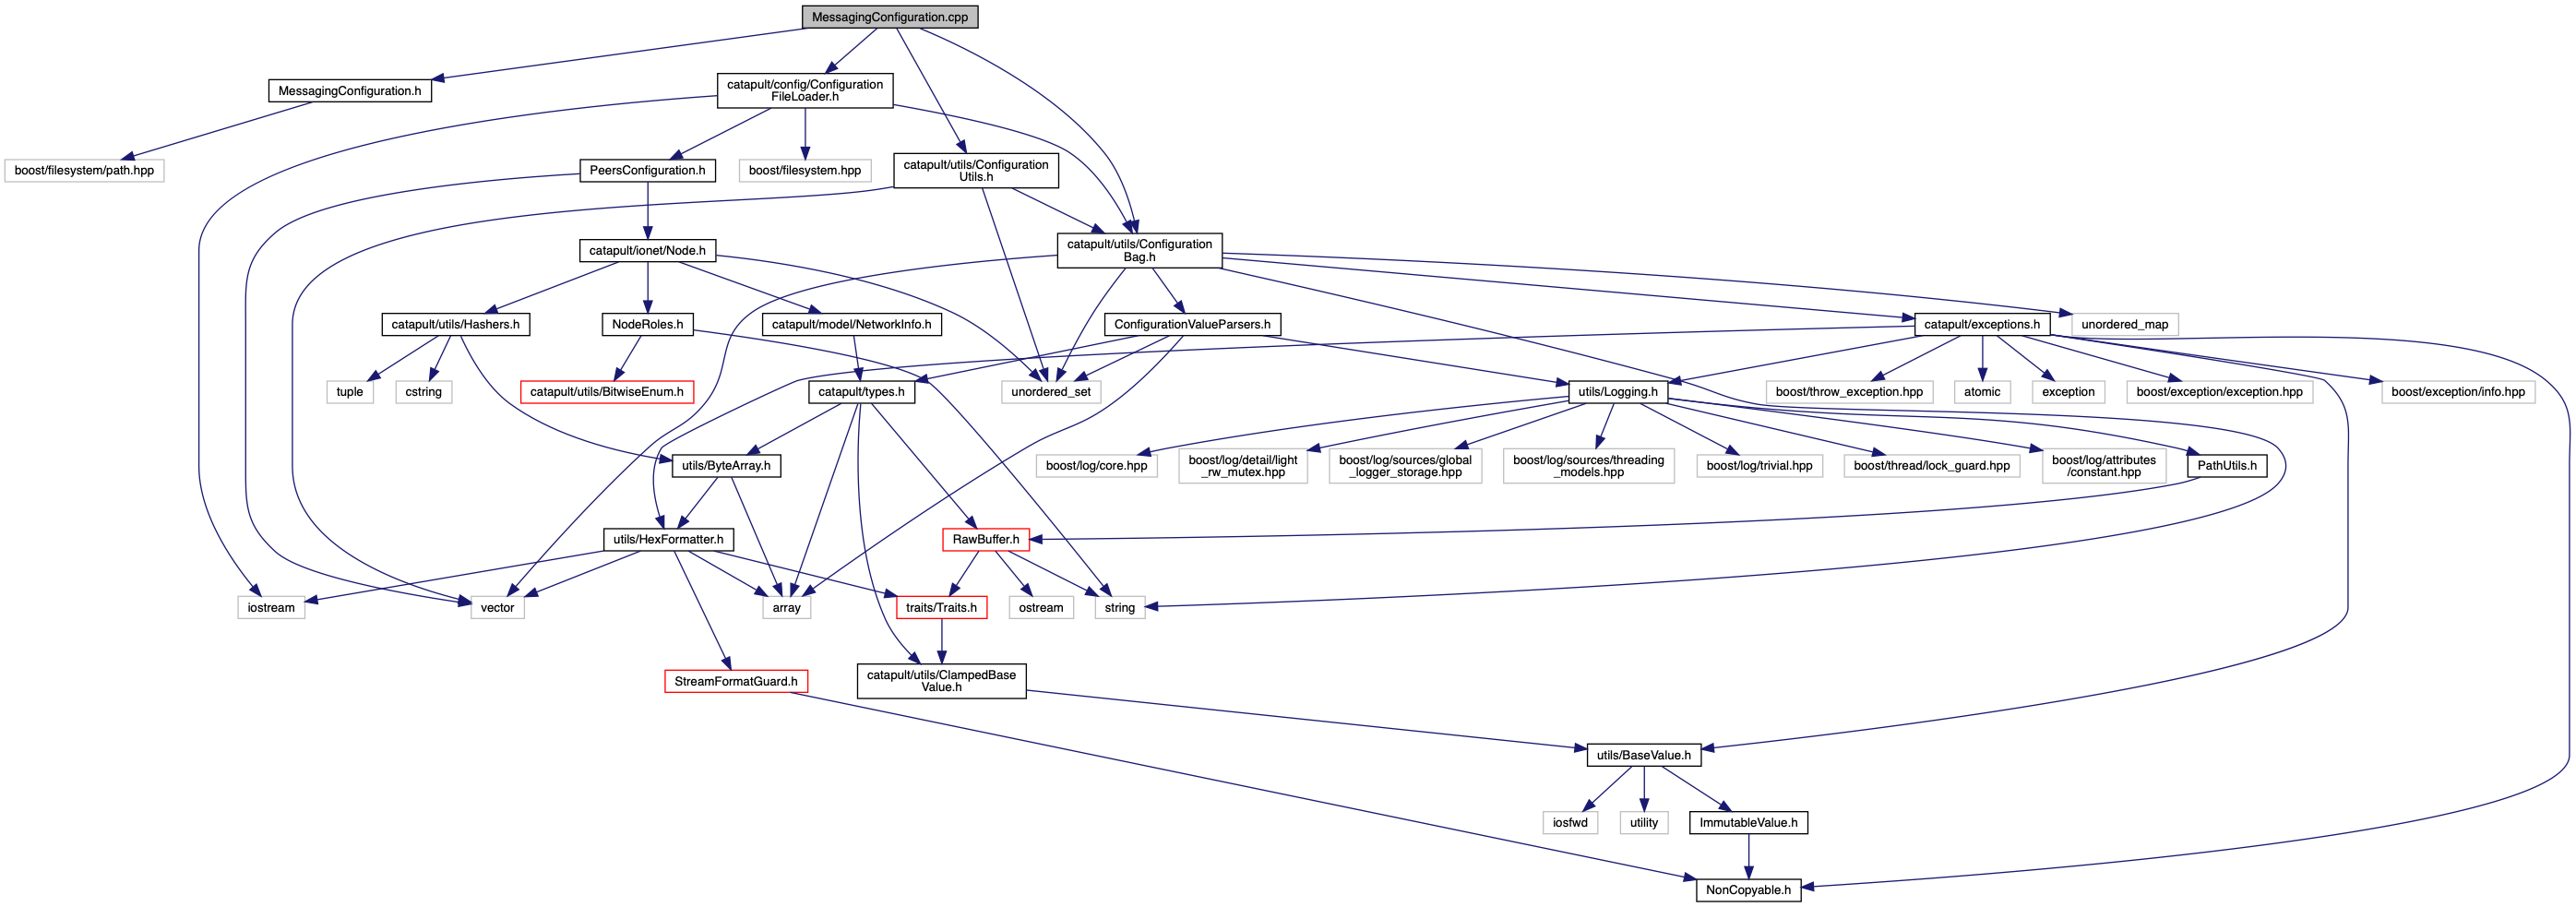 MessagingConfiguration.cpp
MessagingConfiguration.h
catapult/config/Configuration
FileLoader.h
boost/filesystem/path.hpp
PeersConfiguration.h
boost/filesystem.hpp
catapult/utils/Configuration
Utils.h
catapult/ionet/Node.h
catapult/utils/Configuration
Bag.h
catapult/utils/Hashers.h
NodeRoles.h
catapult/model/NetworkInfo.h
ConfigurationValueParsers.h
catapult/exceptions.h
unordered_map
tuple
cstring
catapult/utils/BitwiseEnum.h
catapult/types.h
unordered_set
utils/Logging.h
boost/throw_exception.hpp
atomic
exception
boost/exception/exception.hpp
boost/exception/info.hpp
utils/ByteArray.h
boost/log/core.hpp
boost/log/detail/light
_rw_mutex.hpp
boost/log/sources/global
_logger_storage.hpp
boost/log/sources/threading
_models.hpp
boost/log/trivial.hpp
boost/thread/lock_guard.hpp
boost/log/attributes
/constant.hpp
PathUtils.h
utils/HexFormatter.h
RawBuffer.h
iostream
vector
array
traits/Traits.h
ostream
string
StreamFormatGuard.h
catapult/utils/ClampedBase
Value.h
utils/BaseValue.h
iosfwd
utility
ImmutableValue.h
NonCopyable.h